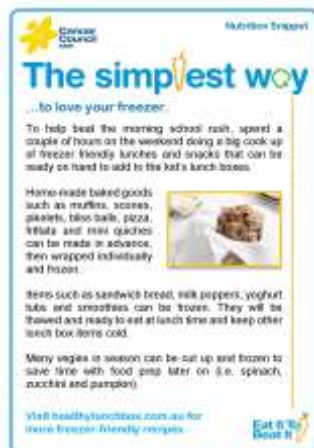 Cancer
Council
NSW
Nutrition Snippet
The simplest way
...to love your freezer.
To help beat the morning school rush, spend a
couple of hours on the weekend doing a big cook up
of freezer friendly lunches and snacks that can be
ready on hand to add to the kid's lunch boxes.
Home-made baked goods
such as muffins, scones,
pikelets, bliss balls, pizza,
frittata and mini quiches
can be made in advance,
then wrapped individually
and frozen.
Items such as sandwich bread, milk poppers, yoghurt
tubs and smoothies can be frozen. They will be
thawed and ready to eat at lunch time and keep other
lunch box items cold.
Many vegies in season can be cut up and frozen to
save time with food prep later on (i.e. spinach,
zucchini and pumpkin).
Visit healthylunchbox.com.au for
more freezer-friendly recipes.
Eat It To
Beat It